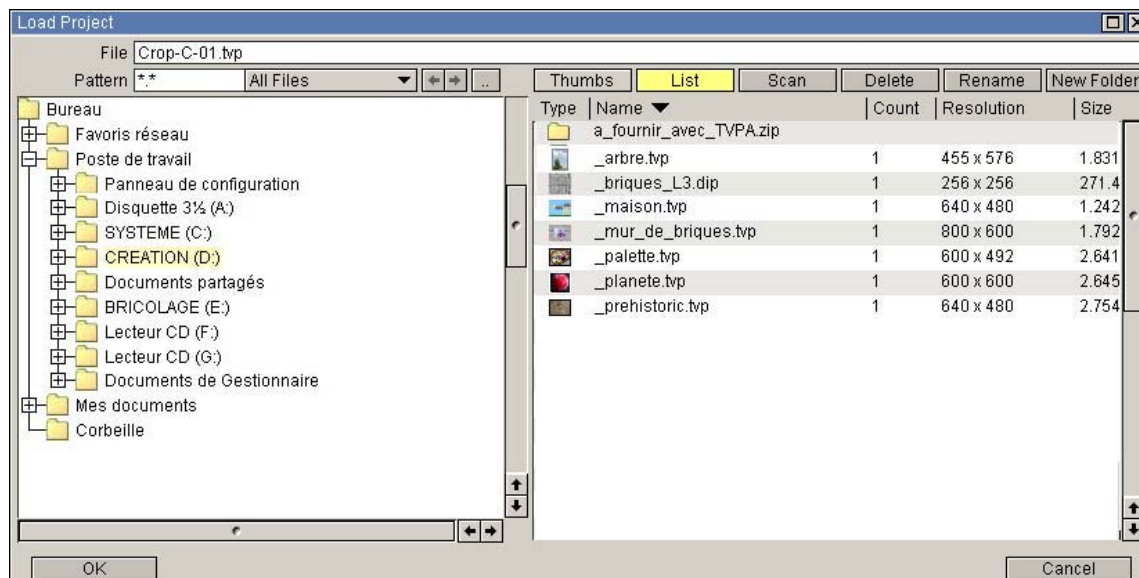 Load Project
File Crop-C-01.tvp
Pattern *.* All Files .. Thumbs List Scan Delete Rename New Folder
Bureau
Favoris réseau
Poste de travail
Panneau de configuration
Disquette 3½ (A:)
SYSTEME (C:)
CREATION (D:)
Documents partagés
BRICOLAGE (E:)
Lecteur CD (F:)
Lecteur CD (G:)
Documents de Gestionnaire
Mes documents
Corbeille
Type Name Count Resolution Size
a_fournir_avec_TVPA.zip
_arbre.tvp 1 455 x 576 1.831
_briques_L3.dip 1 256 x 256 271.4
_maison.tvp 1 640 x 480 1.242
_mur_de_briques.tvp 1 800 x 600 1.792
_palette.tvp 1 600 x 492 2.641
_planete.tvp 1 600 x 600 2.645
_prehistoric.tvp 1 640 x 480 2.754
OK Cancel